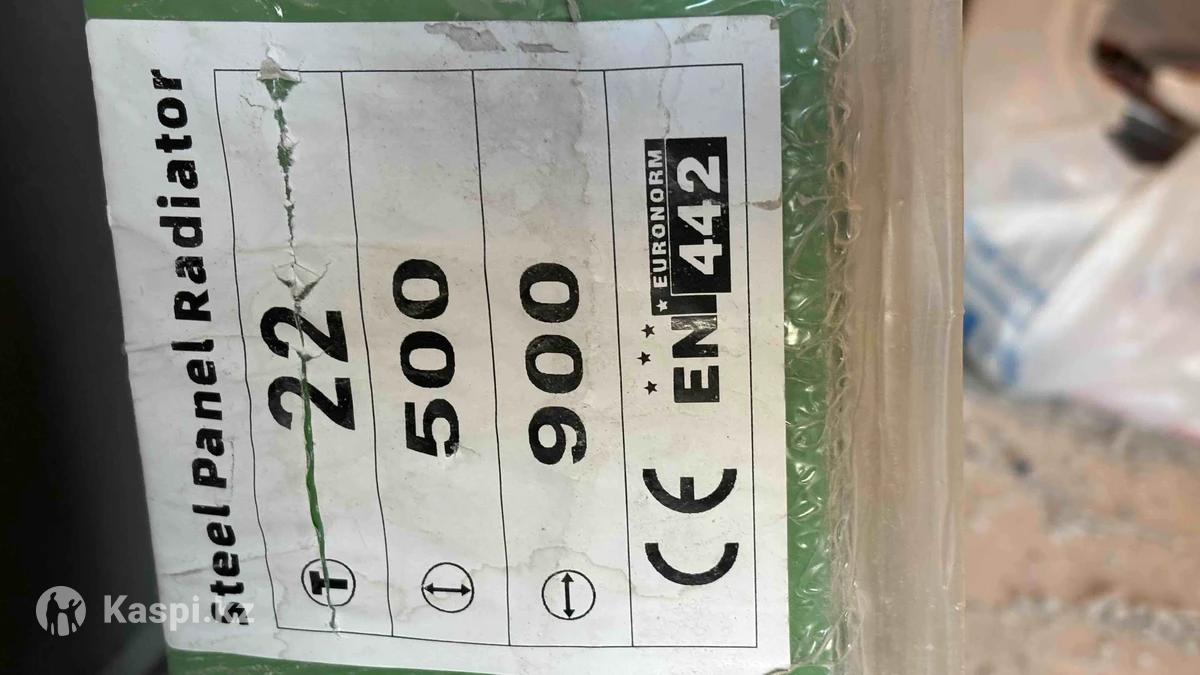 Steel Panel Radiator
T 22
500
900
CE EN 442
EURONORM
Kaspi.kz